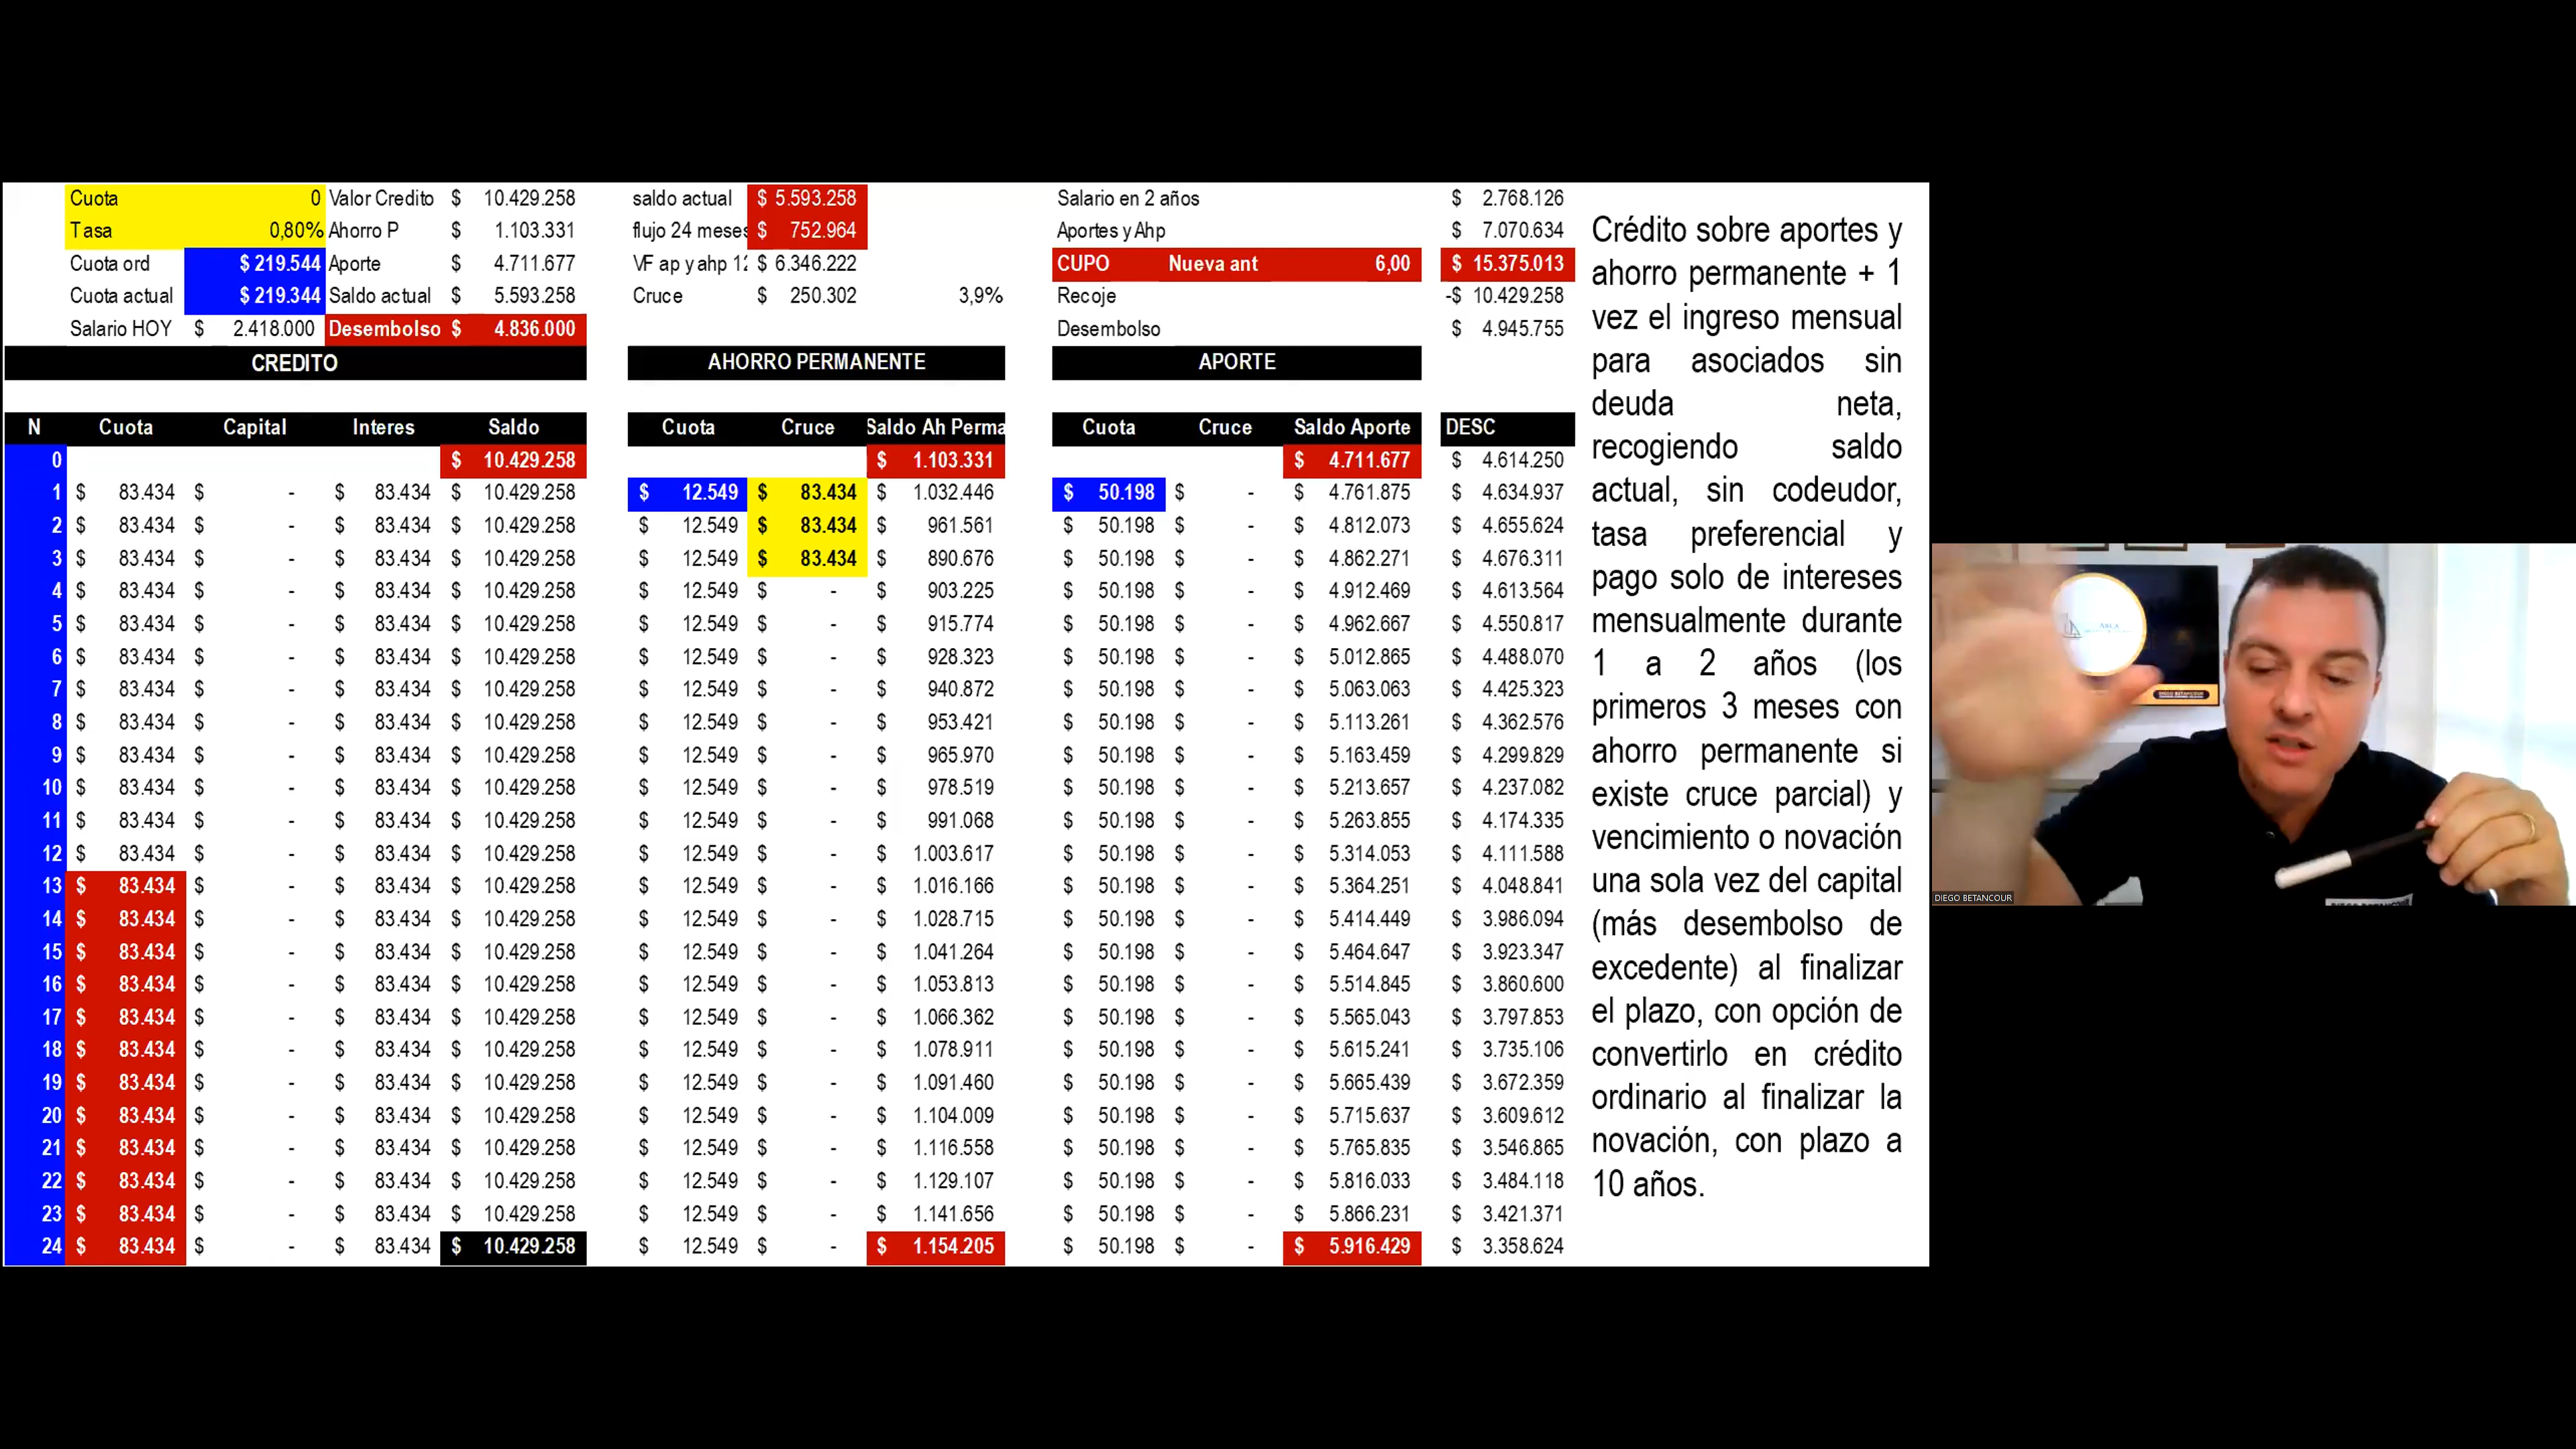 Cuota 0 Valor Credito $ 10.429.258 saldo actual $ 5.593.258 Salario en 2 años $ 2.768.126
Tasa 0,80% Ahorro P $ 1.103.331 flujo 24 meses $ 752.964 Aportes y Ahp $ 7.070.634
Cuota ord $ 219.544 Aporte $ 4.711.677 VF ap y ahp 12 $ 6.346.222 CUPO Nueva ant 6,00 $ 15.375.013
Cuota actual $ 219.344 Saldo actual $ 5.593.258 Cruce $ 250.302 3,9% Recoje -$ 10.429.258
Salario HOY $ 2.418.000 Desembolso $ 4.836.000 Desembolso $ 4.945.755
CREDITO AHORRO PERMANENTE APORTE
N Cuota Capital Interes Saldo Cuota Cruce Saldo Ah Perma Cuota Cruce Saldo Aporte DESC
0 $ 10.429.258 $ 1.103.331 $ 4.711.677 $ 4.614.250
1 $ 83.434 $ - $ 83.434 $ 10.429.258 $ 12.549 $ 83.434 $ 1.032.446 $ 50.198 $ - $ 4.761.875 $ 4.634.937
2 $ 83.434 $ - $ 83.434 $ 10.429.258 $ 12.549 $ 83.434 $ 961.561 $ 50.198 $ - $ 4.812.073 $ 4.655.624
3 $ 83.434 $ - $ 83.434 $ 10.429.258 $ 12.549 $ 83.434 $ 890.676 $ 50.198 $ - $ 4.862.271 $ 4.676.311
4 $ 83.434 $ - $ 83.434 $ 10.429.258 $ 12.549 $ - $ 903.225 $ 50.198 $ - $ 4.912.469 $ 4.613.564
5 $ 83.434 $ - $ 83.434 $ 10.429.258 $ 12.549 $ - $ 915.774 $ 50.198 $ - $ 4.962.667 $ 4.550.817
6 $ 83.434 $ - $ 83.434 $ 10.429.258 $ 12.549 $ - $ 928.323 $ 50.198 $ - $ 5.012.865 $ 4.488.070
7 $ 83.434 $ - $ 83.434 $ 10.429.258 $ 12.549 $ - $ 940.872 $ 50.198 $ - $ 5.063.063 $ 4.425.323
8 $ 83.434 $ - $ 83.434 $ 10.429.258 $ 12.549 $ - $ 953.421 $ 50.198 $ - $ 5.113.261 $ 4.362.576
9 $ 83.434 $ - $ 83.434 $ 10.429.258 $ 12.549 $ - $ 965.970 $ 50.198 $ - $ 5.163.459 $ 4.299.829
10 $ 83.434 $ - $ 83.434 $ 10.429.258 $ 12.549 $ - $ 978.519 $ 50.198 $ - $ 5.213.657 $ 4.237.082
11 $ 83.434 $ - $ 83.434 $ 10.429.258 $ 12.549 $ - $ 991.068 $ 50.198 $ - $ 5.263.855 $ 4.174.335
12 $ 83.434 $ - $ 83.434 $ 10.429.258 $ 12.549 $ - $ 1.003.617 $ 50.198 $ - $ 5.314.053 $ 4.111.588
13 $ 83.434 $ - $ 83.434 $ 10.429.258 $ 12.549 $ - $ 1.016.166 $ 50.198 $ - $ 5.364.251 $ 4.048.841
14 $ 83.434 $ - $ 83.434 $ 10.429.258 $ 12.549 $ - $ 1.028.715 $ 50.198 $ - $ 5.414.449 $ 3.986.094
15 $ 83.434 $ - $ 83.434 $ 10.429.258 $ 12.549 $ - $ 1.041.264 $ 50.198 $ - $ 5.464.647 $ 3.923.347
16 $ 83.434 $ - $ 83.434 $ 10.429.258 $ 12.549 $ - $ 1.053.813 $ 50.198 $ - $ 5.514.845 $ 3.860.600
17 $ 83.434 $ - $ 83.434 $ 10.429.258 $ 12.549 $ - $ 1.066.362 $ 50.198 $ - $ 5.565.043 $ 3.797.853
18 $ 83.434 $ - $ 83.434 $ 10.429.258 $ 12.549 $ - $ 1.078.911 $ 50.198 $ - $ 5.615.241 $ 3.735.106
19 $ 83.434 $ - $ 83.434 $ 10.429.258 $ 12.549 $ - $ 1.091.460 $ 50.198 $ - $ 5.665.439 $ 3.672.359
20 $ 83.434 $ - $ 83.434 $ 10.429.258 $ 12.549 $ - $ 1.104.009 $ 50.198 $ - $ 5.715.637 $ 3.609.612
21 $ 83.434 $ - $ 83.434 $ 10.429.258 $ 12.549 $ - $ 1.116.558 $ 50.198 $ - $ 5.765.835 $ 3.546.865
22 $ 83.434 $ - $ 83.434 $ 10.429.258 $ 12.549 $ - $ 1.129.107 $ 50.198 $ - $ 5.816.033 $ 3.484.118
23 $ 83.434 $ - $ 83.434 $ 10.429.258 $ 12.549 $ - $ 1.141.656 $ 50.198 $ - $ 5.866.231 $ 3.421.371
24 $ 83.434 $ - $ 83.434 $ 10.429.258 $ 12.549 $ - $ 1.154.205 $ 50.198 $ - $ 5.916.429 $ 3.358.624
Crédito sobre aportes y
ahorro permanente + 1
vez el ingreso mensual
para asociados sin
deuda neta,
recogiendo saldo
actual, sin codeudor,
tasa preferencial y
pago solo de intereses
mensualmente durante
1 a 2 años (los
primeros 3 meses con
ahorro permanente si
existe cruce parcial) y
vencimiento o novación
una sola vez del capital
(más desembolso de
excedente) al finalizar
el plazo, con opción de
convertirlo en crédito
ordinario al finalizar la
novación, con plazo a
10 años.
DIEGO BETANCOUR